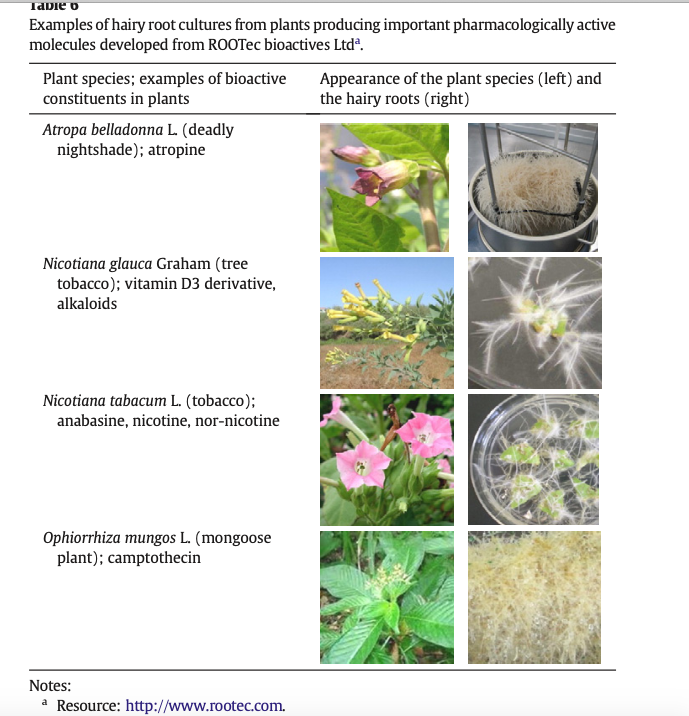 Table 6
Examples of hairy root cultures from plants producing important pharmacologically active
molecules developed from ROOTec bioactives Ltdᵃ.
Plant species; examples of bioactive
constituents in plants
Appearance of the plant species (left) and
the hairy roots (right)
Atropa belladonna L. (deadly
nightshade); atropine
Nicotiana glauca Graham (tree
tobacco); vitamin D3 derivative,
alkaloids
Nicotiana tabacum L. (tobacco);
anabasine, nicotine, nor-nicotine
Ophiorrhiza mungos L. (mongoose
plant); camptothecin
Notes:
ᵃ Resource: http://www.rootec.com.